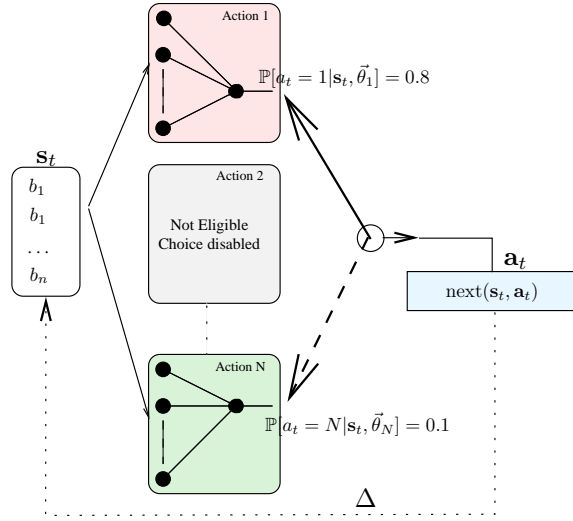 Action 1
ℙ[a_t = 1|s_t, θ⃗_1] = 0.8
s_t
b_1
b_1
...
b_n
Action 2
Not Eligible
Choice disabled
a_t
next(s_t, a_t)
Action N
ℙ[a_t = N|s_t, θ⃗_N] = 0.1
Δ